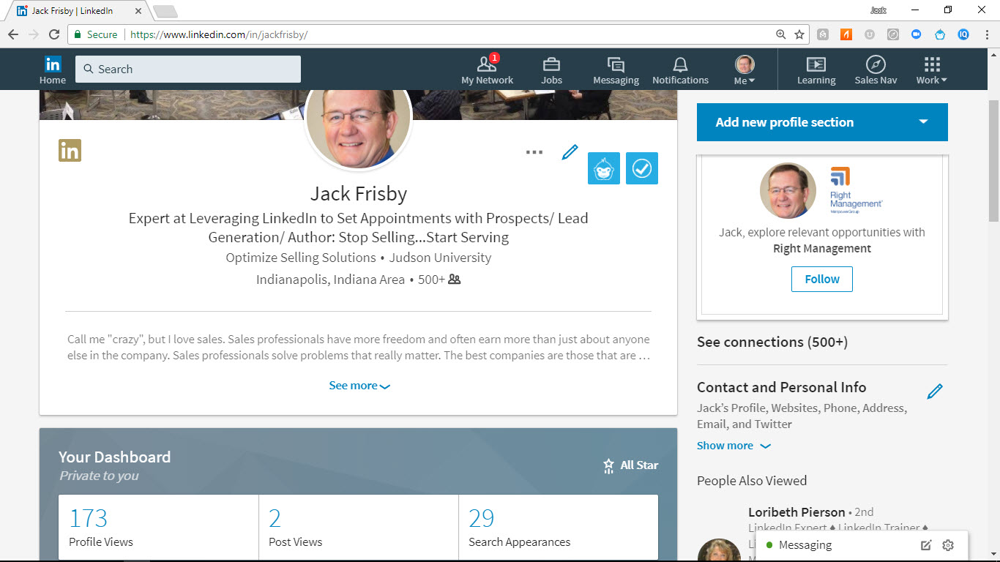 Jack Frisby | LinkedIn
Jack
Secure
https://www.linkedin.com/in/jackfrisby/
in
Home
Search
1
My Network
Jobs
Messaging
Notifications
Me
Learning
Sales Nav
Work
Add new profile section
in
Right
Management
ManpowerGroup
Jack, explore relevant opportunities with
Right Management
Follow
Jack Frisby
Expert at Leveraging LinkedIn to Set Appointments with Prospects/ Lead
Generation/ Author: Stop Selling...Start Serving
Optimize Selling Solutions • Judson University
Indianapolis, Indiana Area • 500+
Call me "crazy", but I love sales. Sales professionals have more freedom and often earn more than just about anyone
else in the company. Sales professionals solve problems that really matter. The best companies are those that are …
See more
See connections (500+)
Contact and Personal Info
Jack’s Profile, Websites, Phone, Address,
Email, and Twitter
Show more
Your Dashboard
Private to you
All Star
173
Profile Views
2
Post Views
29
Search Appearances
People Also Viewed
Loribeth Pierson • 2nd
LinkedIn Expert ♦ LinkedIn Trainer ♦
Messaging